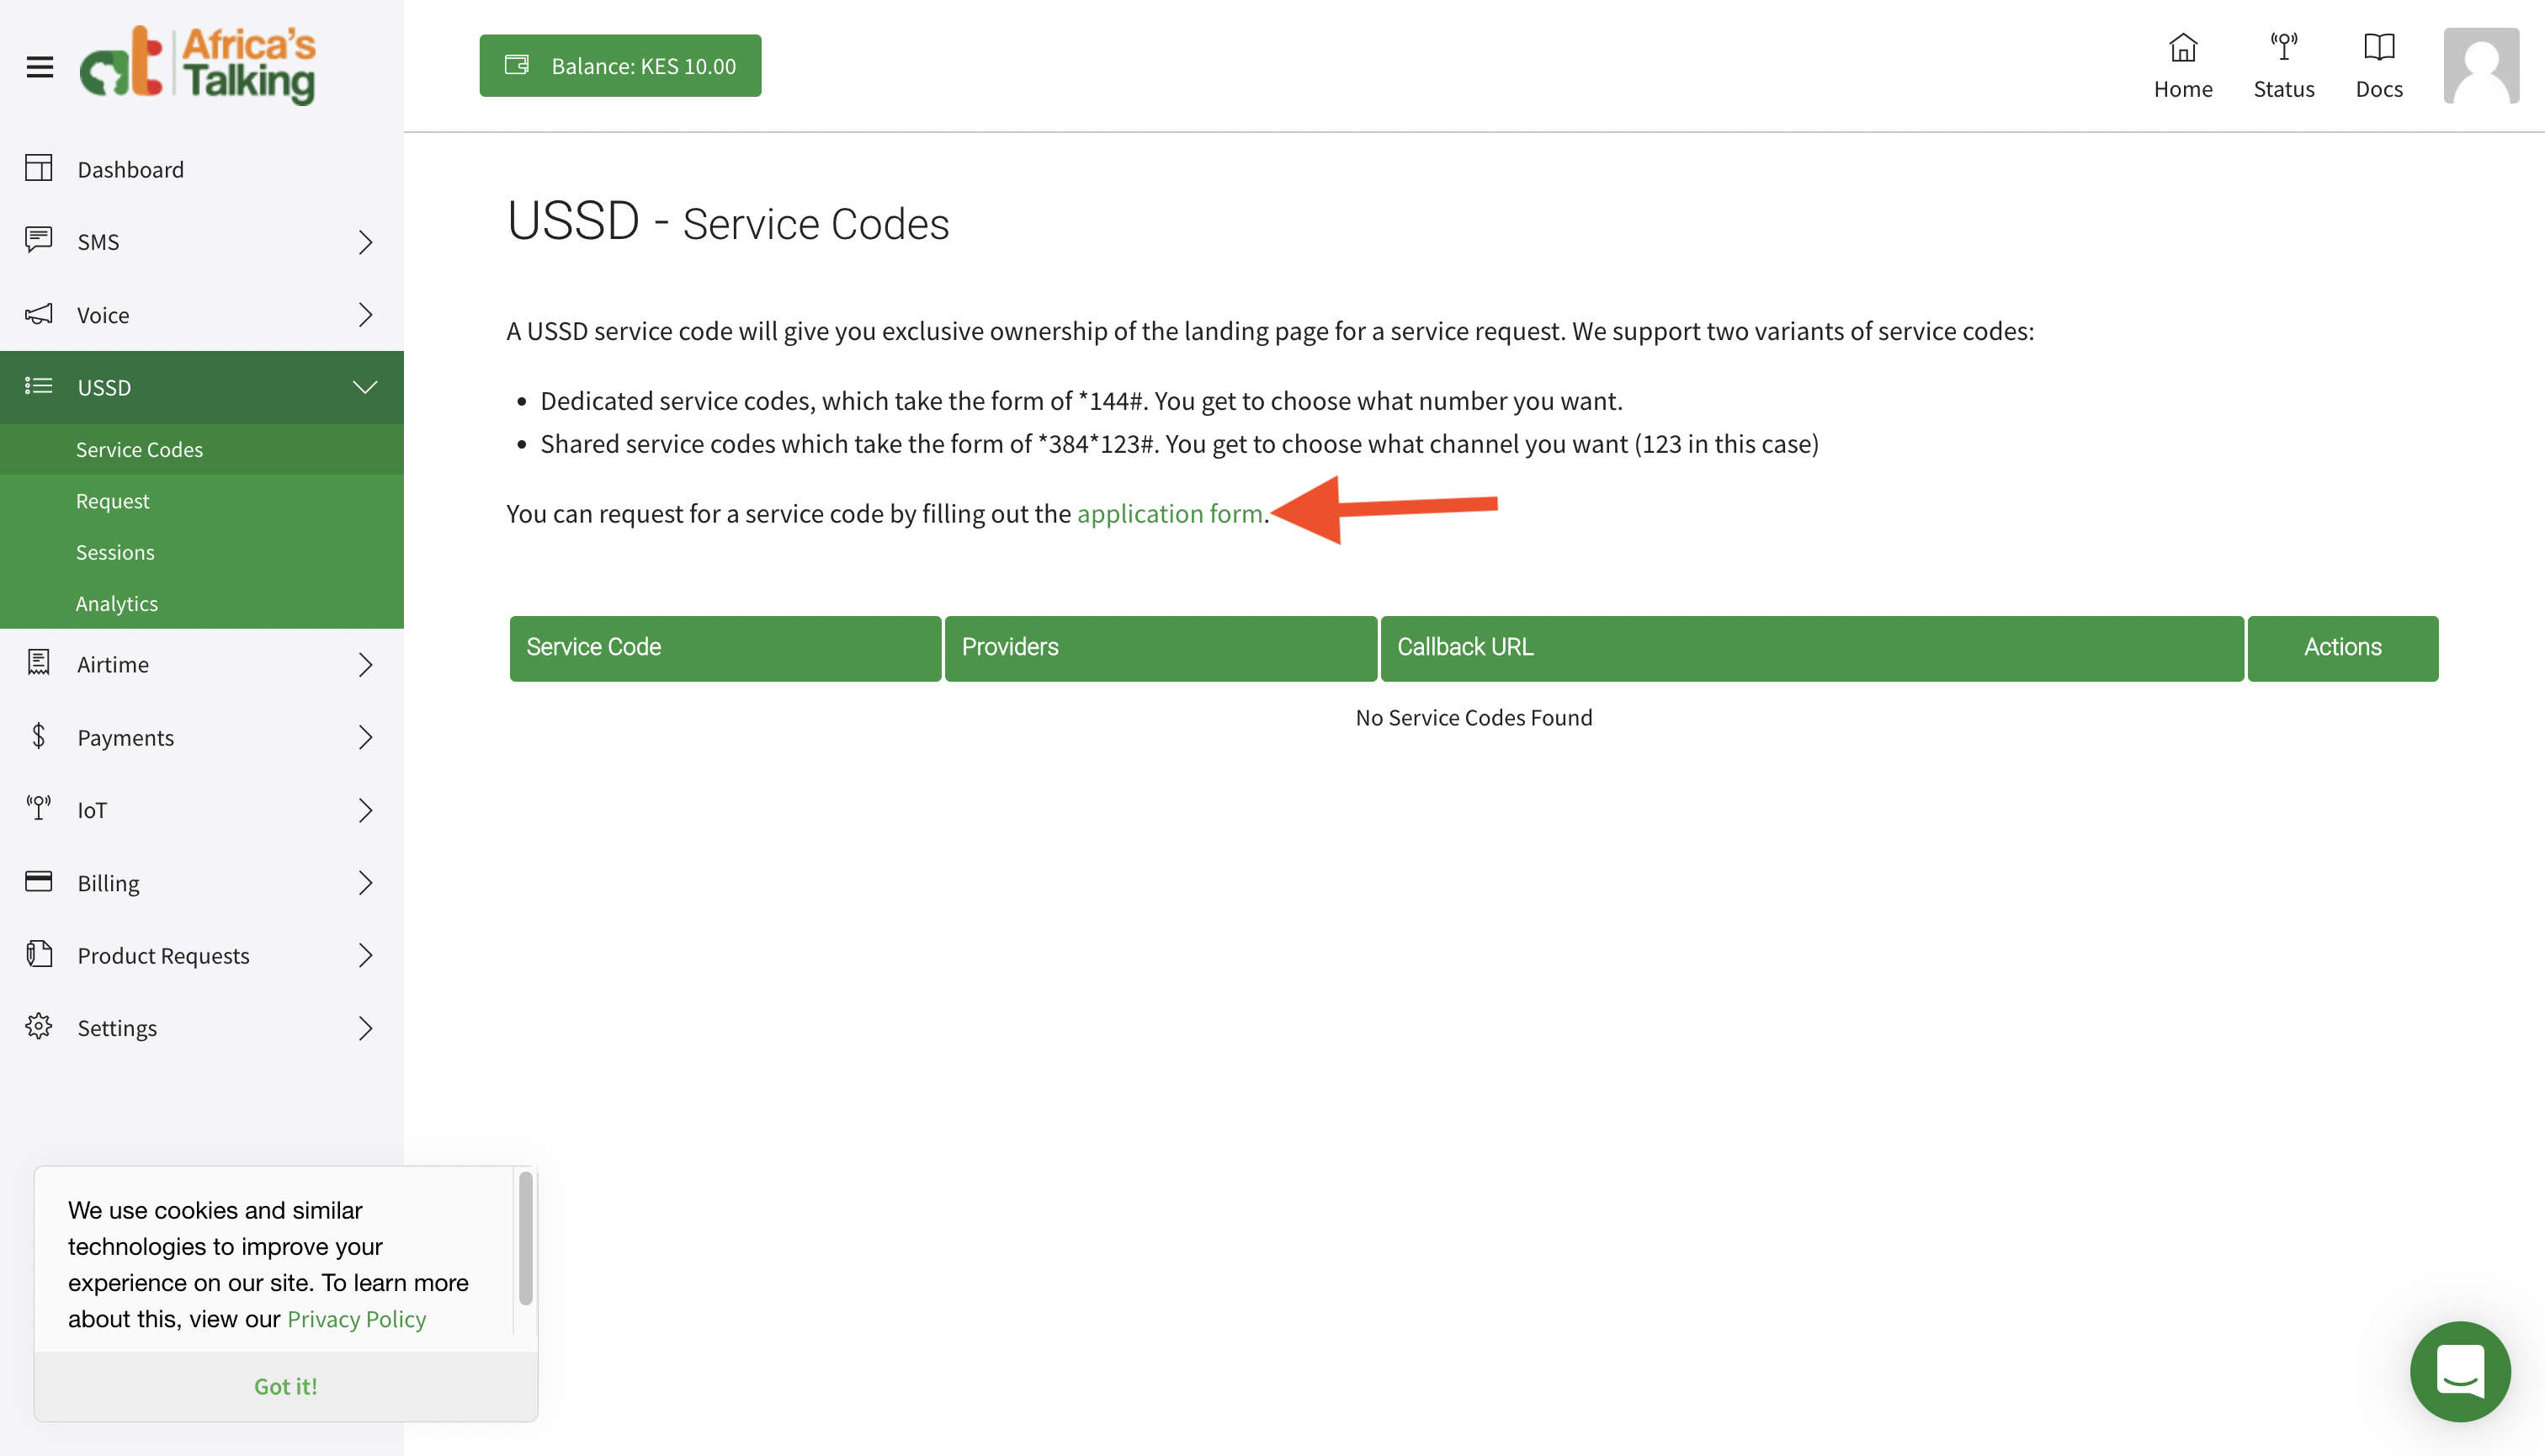 Africa's
Talking
Balance: KES 10.00
Home
Status
Docs
Dashboard
SMS
Voice
USSD
Service Codes
Request
Sessions
Analytics
Airtime
Payments
IoT
Billing
Product Requests
Settings
USSD - Service Codes
A USSD service code will give you exclusive ownership of the landing page for a service request. We support two variants of service codes:
• Dedicated service codes, which take the form of *144#. You get to choose what number you want.
• Shared service codes which take the form of *384*123#. You get to choose what channel you want (123 in this case)
You can request for a service code by filling out the application form.
Service Code Providers Callback URL Actions
No Service Codes Found
We use cookies and similar
technologies to improve your
experience on our site. To learn more
about this, view our Privacy Policy
Got it!